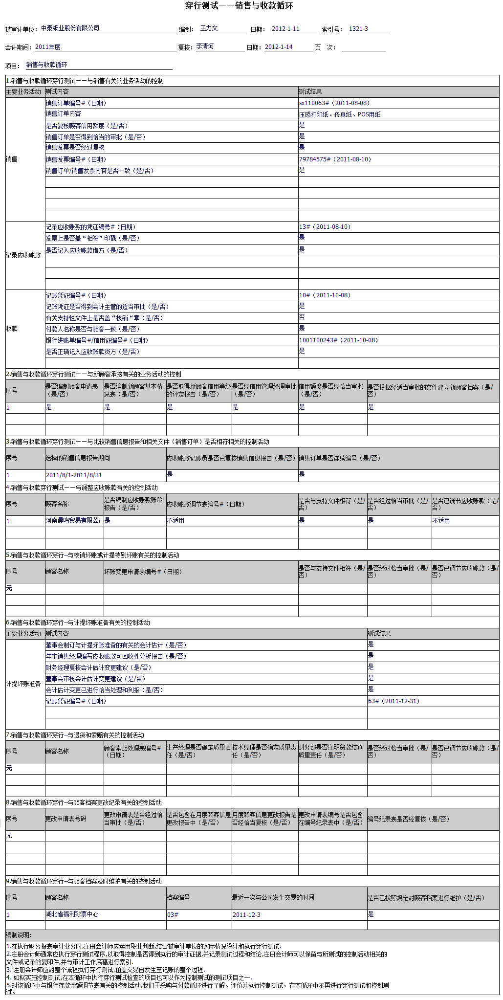 穿行测试——销售与收款循环
被审计单位： 中泰纸业股份有限公司 编制： 王力文 日期： 2012-1-11 索引号： 1321-3
会计期间： 2011年度 复核： 李清河 日期： 2012-1-14 页 次：
项目： 销售与收款循环
1.销售与收款循环穿行测试——与销售有关的业务活动的控制
主要业务活动 测试内容 测试结果
销售订单编号#（日期） sx110063#（2011-08-08）
销售订单内容 压感打印纸、传真纸、POS用纸
是否复核顾客信用额度（是/否） 是
销售订单是否得到恰当的审批（是/否） 是
销售发票是否经过复核 是
销售
销售发票编号#（日期） 79784575#（2011-08-10）
销售订单/销售发票内容是否一致（是/否） 是
记录应收账款的凭证编号#（日期） 13#（2011-08-10）
发票上是否盖“相符”印戳（是/否） 是
是否记入应收账款借方（是/否） 是
记录应收账款
记账凭证编号#（日期） 10#（2011-10-08）
记账凭证是否得到会计主管的适当审批（是/否） 是
有关支持性文件上是否盖“核销“章（是/否） 否
收款
付款人名称是否与顾客一致（是/否） 是
银行进账单编号#/信用证编号#（日期） 1001100243#（2011-10-08）
是否正确记入应收账款贷方（是/否） 是
2.销售与收款循环穿行测试——与新顾客承接有关的业务活动的控制
序号 是否编制顾客申请表（是/否） 是否编制新顾客基本情况表（是/否） 是否取得新顾客信用等级的评定报告（是/否） 是否经信用管理经理审批（是/否） 信用额度是否经恰当审批（是/否） 是否根据经适当审批的文件建立新顾客档案（是/否）
1 是 是 是 是 是 是
3.销售与收款循环穿行测试——与比较销售信息报告和相关文件（销售订单）是否相符相关的控制活动
序号 选择的销售信息报告期间 应收账款记账员是否已复核销售信息报告（是/否） 销售订单是否连续编号（是/否）
1 2011/8/1-2011/8/31 是 是
4.销售与收款穿行测试——与调整应收账款有关的控制活动
序号 顾客名称 是否编制应收账款账龄报告（是/否） 应收账款调节表编号#（日期） 是否与支持文件相符（是/否） 是否经过恰当审批（是/否） 是否已调节应收账款（是/否）
1 河南晨鸣贸易有限公 是 不适用 是 是 不适用
5.销售与收款循环穿行--与核销坏账或计提特别坏账有关的控制活动
序号 顾客名称 坏账变更申请表编号#（日期） 是否与支持文件相符（是/否） 是否经过恰当审批（是/否） 是否已调节应收账款（是/否）
无
6.销售与收款循环穿行--与计提坏账准备有关的控制活动
主要业务活动 测试内容 测试结果
董事会制订与计提坏账准备的有关的会计估计（是/否） 是
年末销售经理编写应收账款可回收性分析报告（是/否） 是
财务经理复核会计估计变更建议（是/否） 是
董事会审核会计估计变更建议（是/否） 是
计提坏账准备
会计估计变更已进行恰当处理和列报（是/否） 是
记账凭证编号#（日期） 63#（2011-12-31）
7.销售与收款循环穿行--与退货和索赔有关的控制活动
序号 顾客名称 顾客索赔处理表编号#（日期） 生产经理是否确定质量责任（是/否） 技术经理是否确定质量责任（是/否） 财务部是否注明贷款结算质量责任（是/否） 是否经过恰当审批（是/否） 是否已调节应收账款（是/否）
无
8.销售与收款循环穿行--与顾客档案更改纪录有关的控制活动
序号 更改申请表号码 更改申请表是否经过恰当审批（是/否） 是否包含在月度顾客信息更改报告中（是/否） 月度顾客信息更改报告是否经恰当复核（是/否） 更改申请表编号是否包含在编号纪录表中（是/否） 编号纪录表是否经复核（是/否）
无
9.销售与收款循环穿行--与顾客档案及时维护有关的控制活动
序号 顾客名称 档案编号 最近一次与公司发生交易的时间 是否已按照规定对顾客档案进行维护（是/否）
1 湖北省福利彩票中心 03# 2011-12-3 是
编制说明：
1.在执行财务报表审计业务时,注册会计师应运用职业判断,结合被审计单位的实际情况设计和执行穿行测试.
2.注册会计师通常应执行穿行测试程序,以取得控制是否得到执行的审计证据,并记录测试过程和结论,注册会计师可以保留与所测试的控制活动相关的
文件或记录的复印件,并与审计工作底稿进行索引.
3. 注册会计师应对整个流程执行穿行测试,涵盖交易自发生至记账的整个过程.
4. 如拟实施控制测试,在本循环中执行穿行测试检查的项目也可以作为控制测试的测试项目之一.
5.对该循环中与银行存款余额调节表有关的控制活动,我们于采购与付款循环进行了解、评价并执行控制测试，在本循环中不再进行穿行测试和控制测
试。